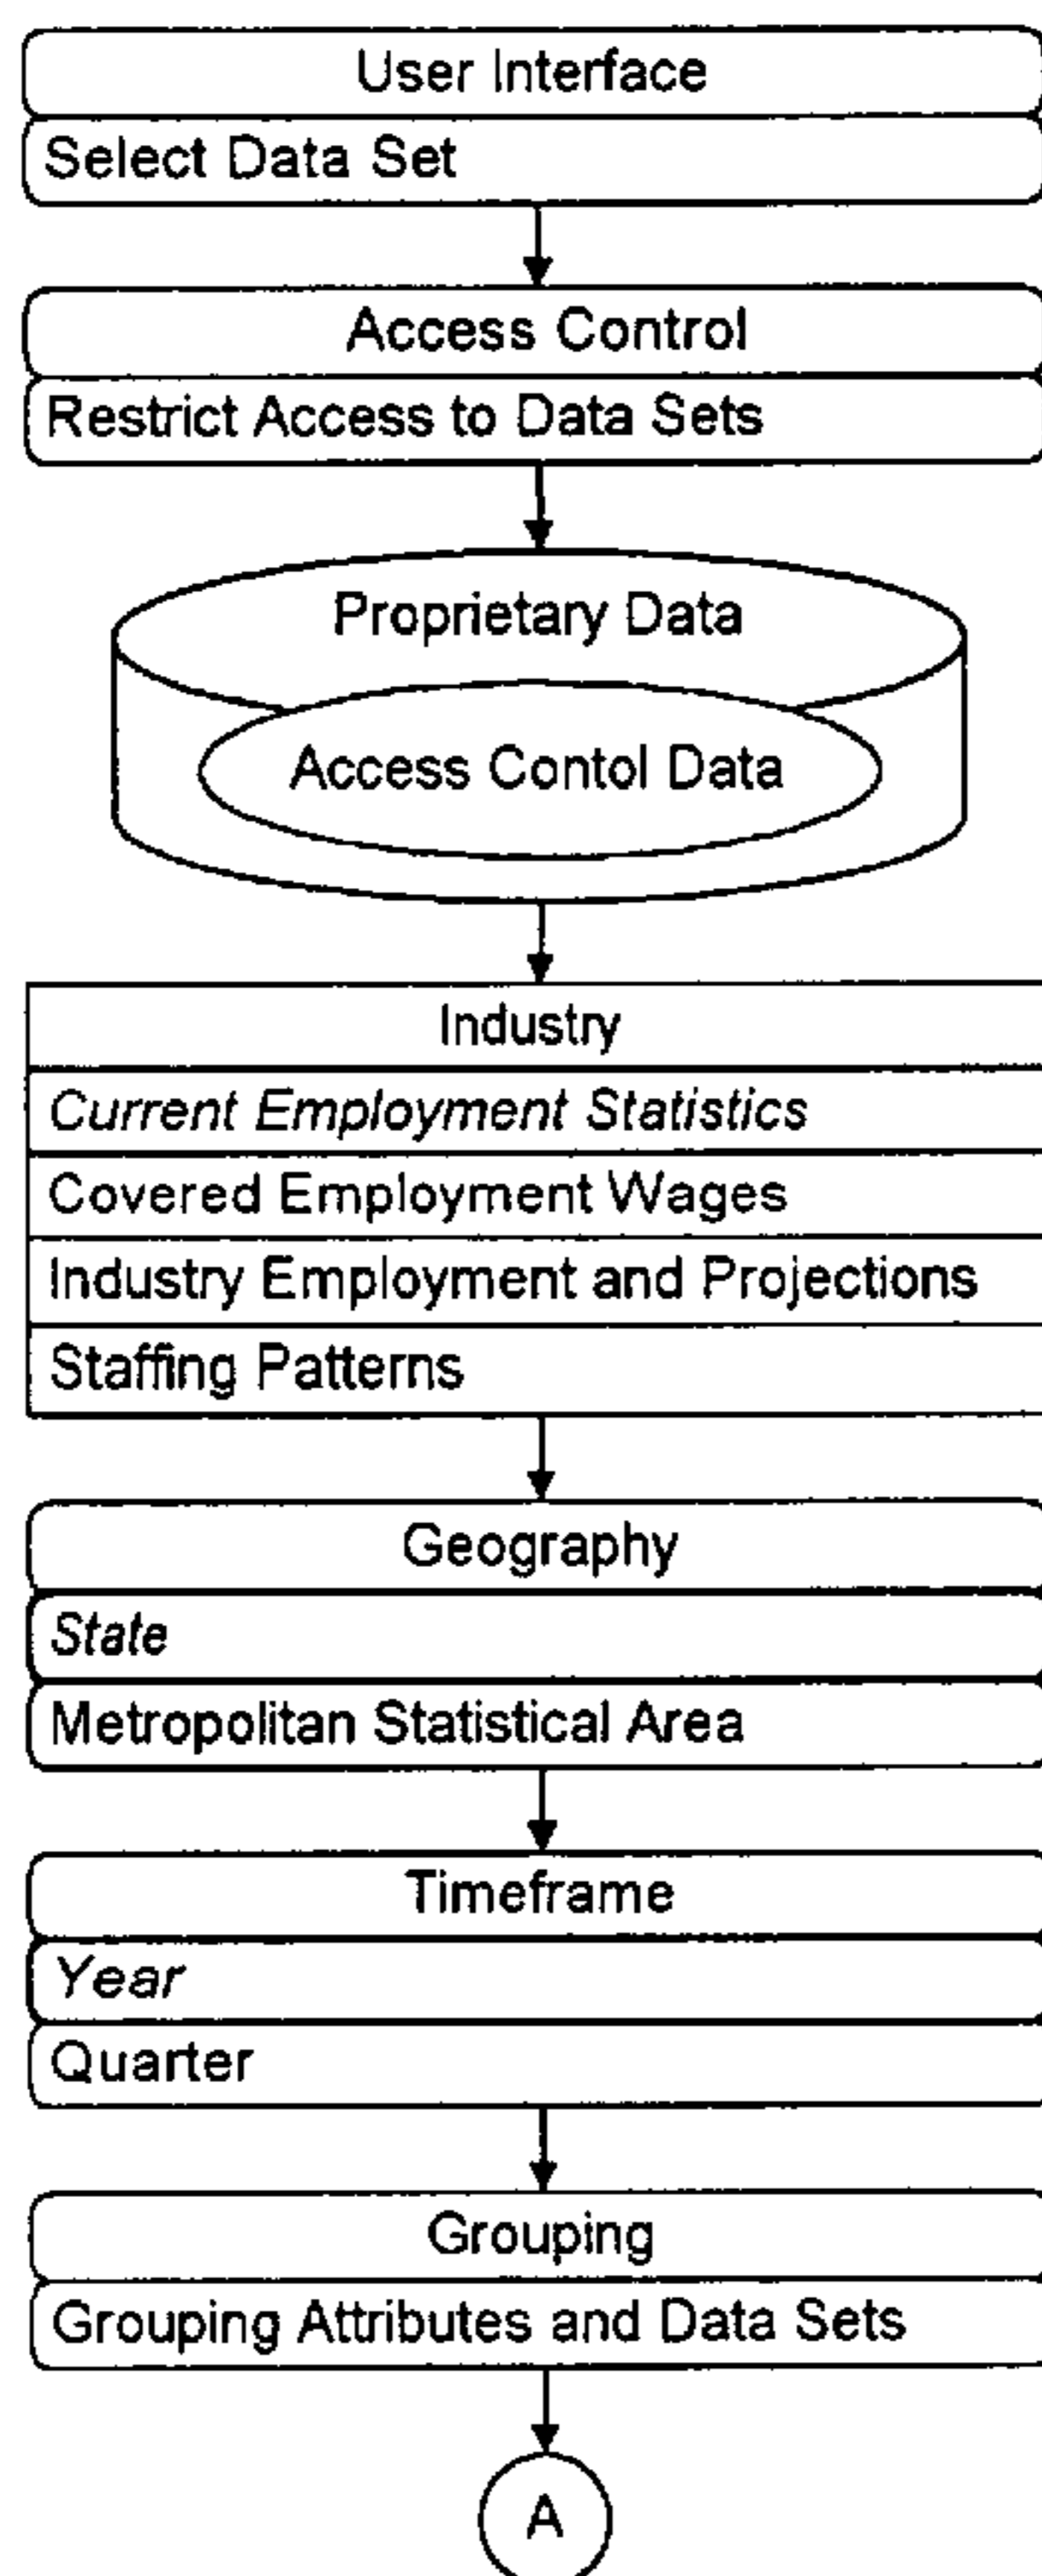 User Interface
Select Data Set
Access Control
Restrict Access to Data Sets
Proprietary Data
Access Contol Data
Industry
Current Employment Statistics
Covered Employment Wages
Industry Employment and Projections
Staffing Patterns
Geography
State
Metropolitan Statistical Area
Timeframe
Year
Quarter
Grouping
Grouping Attributes and Data Sets
A